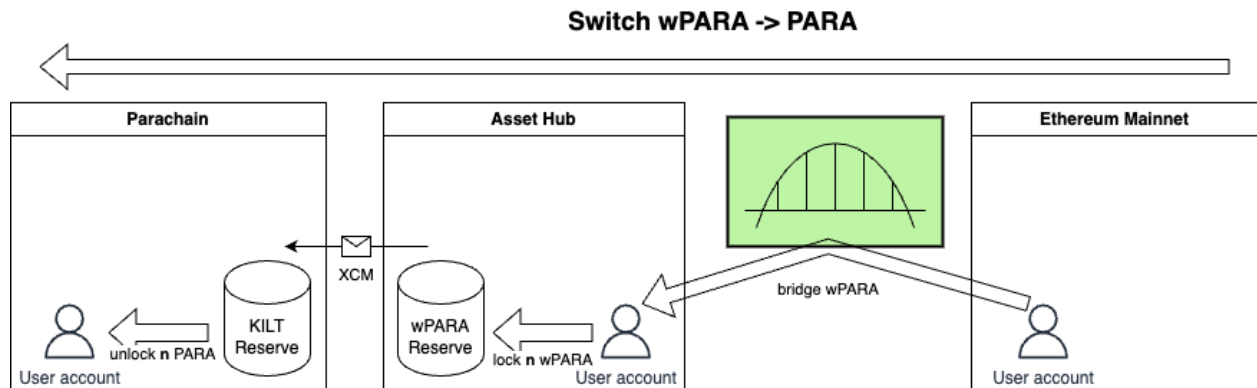 Switch wPARA -> PARA
Parachain
Asset Hub
Ethereum Mainnet
XCM
bridge wPARA
KILT
Reserve
wPARA
Reserve
unlock n PARA
lock n wPARA
User account
User account
User account